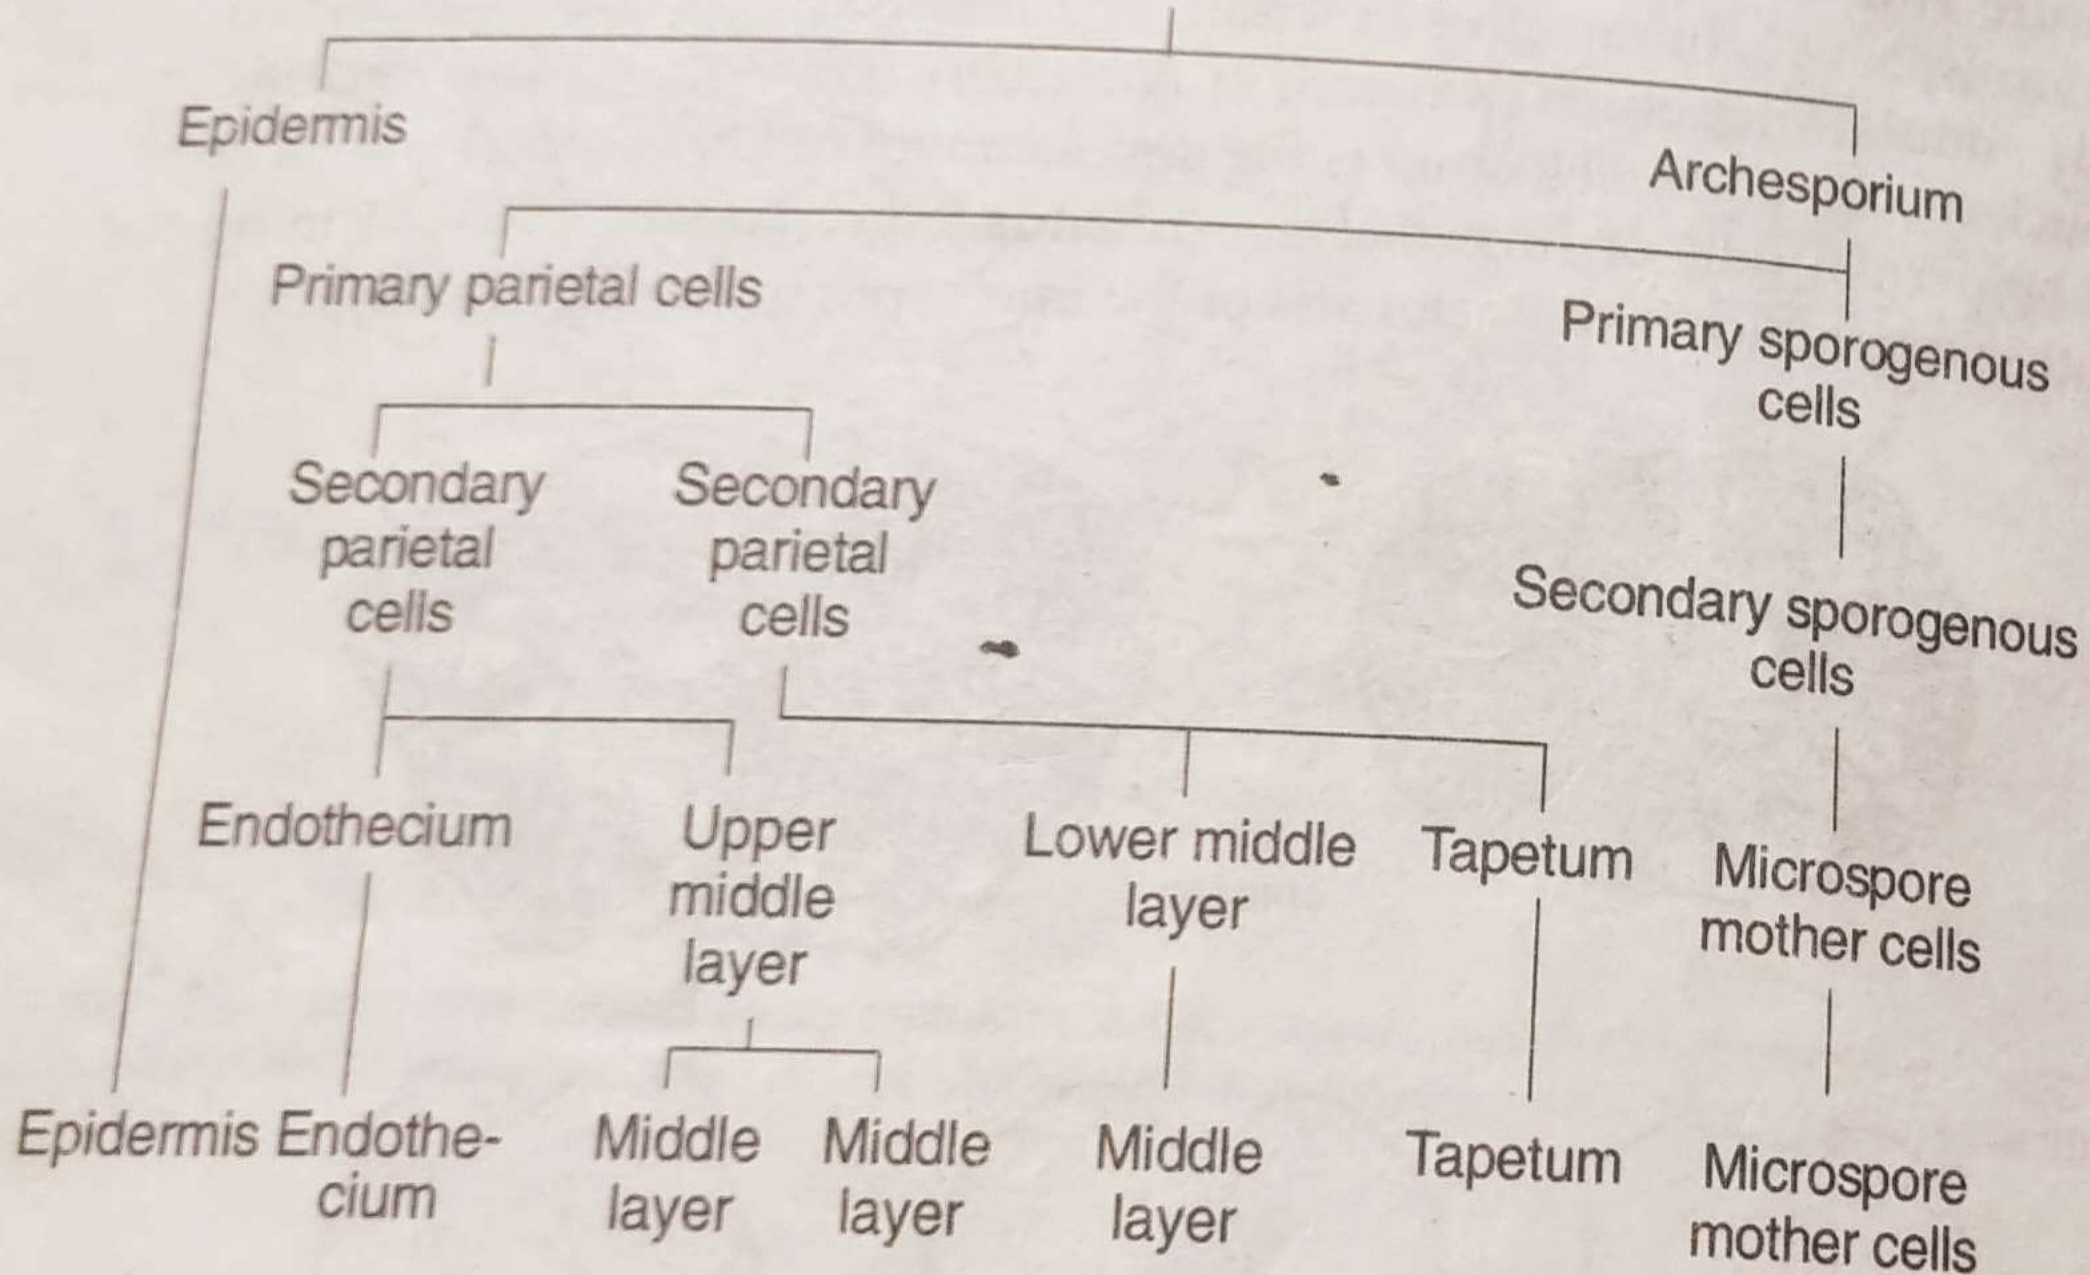 Epidermis
Archesporium
Primary parietal cells
Primary sporogenous
cells
Secondary
parietal
cells
Secondary
parietal
cells
Secondary sporogenous
cells
Endothecium
Upper
middle
layer
Lower middle
layer
Tapetum
Microspore
mother cells
Epidermis
Endothe-
cium
Middle
layer
Middle
layer
Middle
layer
Tapetum
Microspore
mother cells